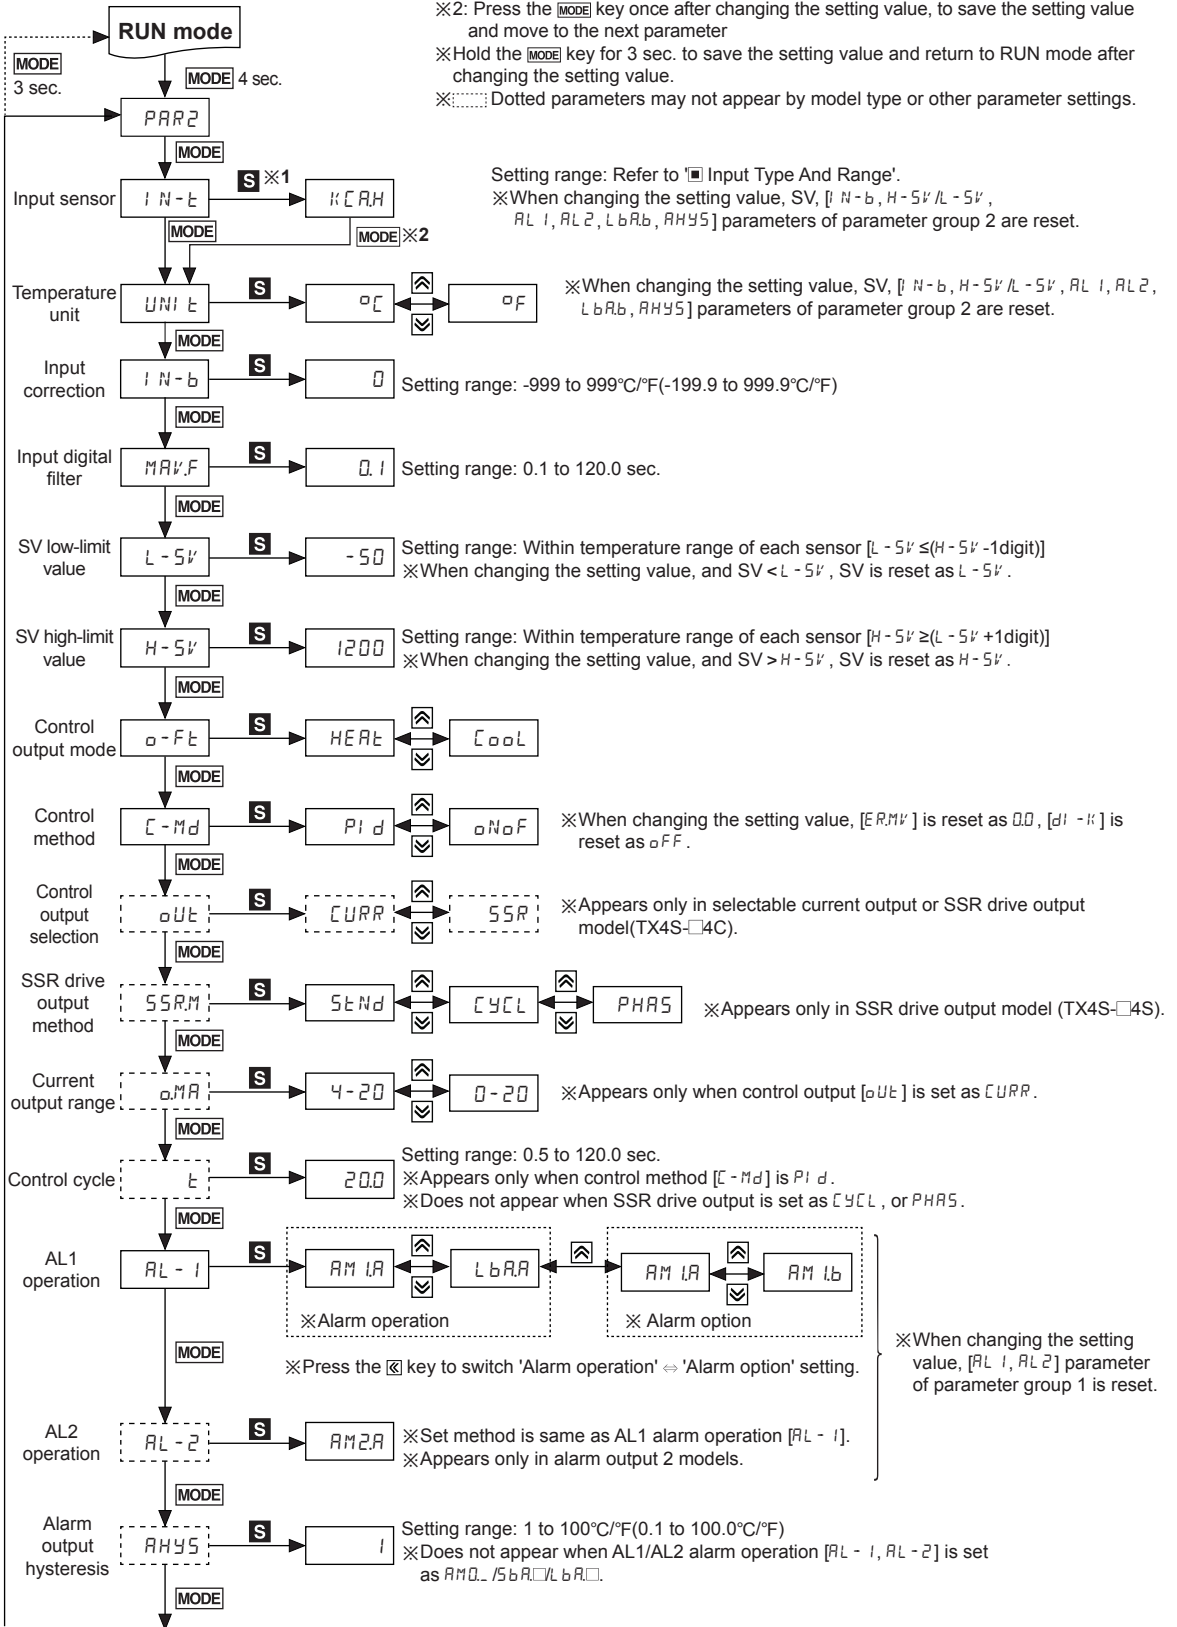 ※2: Press the MODE key once after changing the setting value, to save the setting value
and move to the next parameter
※Hold the MODE key for 3 sec. to save the setting value and return to RUN mode after
changing the setting value.
※ Dotted parameters may not appear by model type or other parameter settings.
RUN mode
MODE
3 sec.
MODE 4 sec.
PAR2
MODE
Input sensor
IN-t
S ※1
KCA.H
Setting range: Refer to '▣ Input Type And Range'.
※When changing the setting value, SV, [IN-b, H-SV/L-SV,
AL1, AL2, LbA.b, AHYS] parameters of parameter group 2 are reset.
MODE
MODE ※2
Temperature
unit
UNIt
S
°C
°F
※When changing the setting value, SV, [IN-b, H-SV/L-SV, AL1, AL2,
LbA.b, AHYS] parameters of parameter group 2 are reset.
MODE
Input
correction
IN-b
S
0
Setting range: -999 to 999°C/°F(-199.9 to 999.9°C/°F)
MODE
Input digital
filter
MAV.F
S
0.1
Setting range: 0.1 to 120.0 sec.
MODE
SV low-limit
value
L-SV
S
-50
Setting range: Within temperature range of each sensor [L-SV ≤(H-SV -1digit)]
※When changing the setting value, and SV < L-SV, SV is reset as L-SV.
MODE
SV high-limit
value
H-SV
S
1200
Setting range: Within temperature range of each sensor [H-SV ≥(L-SV +1digit)]
※When changing the setting value, and SV > H-SV, SV is reset as H-SV.
MODE
Control
output mode
o-Ft
S
HEAt
CooL
MODE
Control
method
C-Md
S
PId
oNoF
※When changing the setting value, [ER.MV] is reset as 0.0, [dI-K] is
reset as oFF.
MODE
Control
output
selection
oUt
S
CURR
SSR
※Appears only in selectable current output or SSR drive output
model(TX4S-□4C).
MODE
SSR drive
output
method
SSR.M
S
StNd
CYCL
PHAS
※Appears only in SSR drive output model (TX4S-□4S).
MODE
Current
output range
o.MA
S
4-20
0-20
※Appears only when control output [oUt] is set as CURR.
MODE
Control cycle
t
S
20.0
Setting range: 0.5 to 120.0 sec.
※Appears only when control method [C-Md] is PId.
※Does not appear when SSR drive output is set as CYCL, or PHAS.
MODE
AL1
operation
AL-1
S
AM1.A
LbA.A
AM1.A
AM1.b
※Alarm operation
※ Alarm option
MODE
※Press the key to switch 'Alarm operation' ⇔ 'Alarm option' setting.
※When changing the setting
value, [AL1, AL2] parameter
of parameter group 1 is reset.
AL2
operation
AL-2
S
AM2.A
※Set method is same as AL1 alarm operation [AL-1].
※Appears only in alarm output 2 models.
MODE
Alarm
output
hysteresis
AHYS
S
1
Setting range: 1 to 100°C/°F(0.1 to 100.0°C/°F)
※Does not appear when AL1/AL2 alarm operation [AL-1, AL-2] is set
as AM0._/SbA.□/LbA.□.
MODE